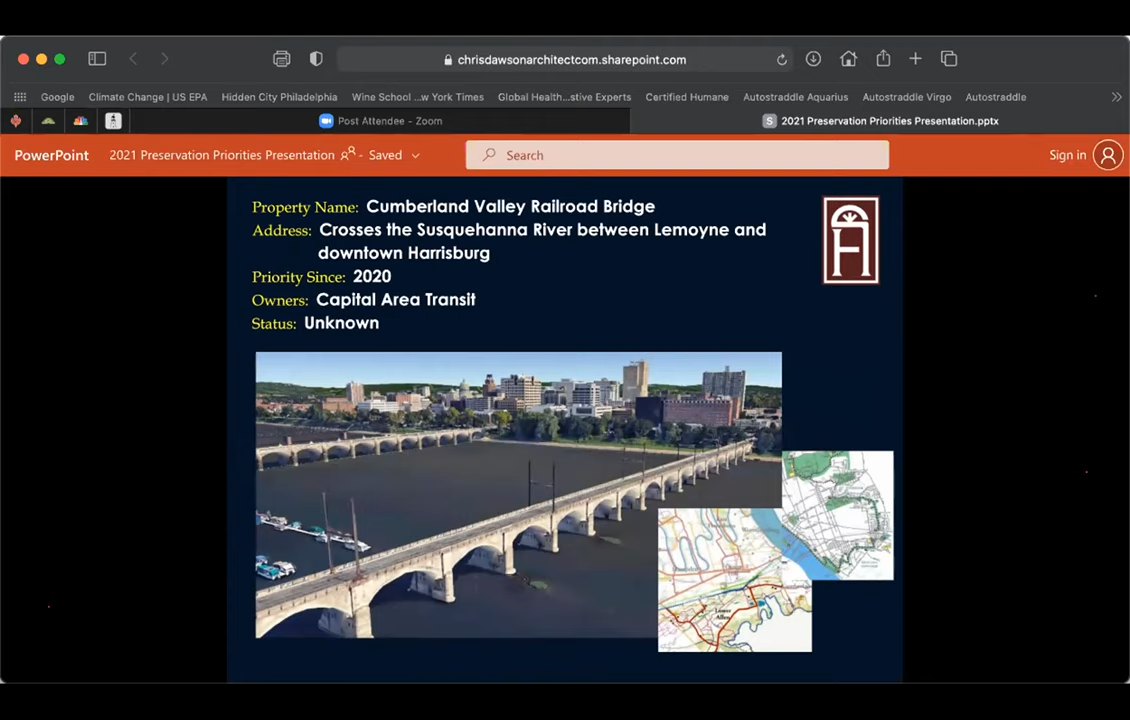 chrisdawsonarchitectcom.sharepoint.com
Google Climate Change | US EPA Hidden City Philadelphia Wine School ...w York Times Global Health...stive Experts Certified Humane Autostraddle Aquarius Autostraddle Virgo Autostraddle
Post Attendee - Zoom
S 2021 Preservation Priorities Presentation.pptx
PowerPoint 2021 Preservation Priorities Presentation - Saved
Search
Sign in
Property Name: Cumberland Valley Railroad Bridge
Address: Crosses the Susquehanna River between Lemoyne and
downtown Harrisburg
Priority Since: 2020
Owners: Capital Area Transit
Status: Unknown
Lower
Allen